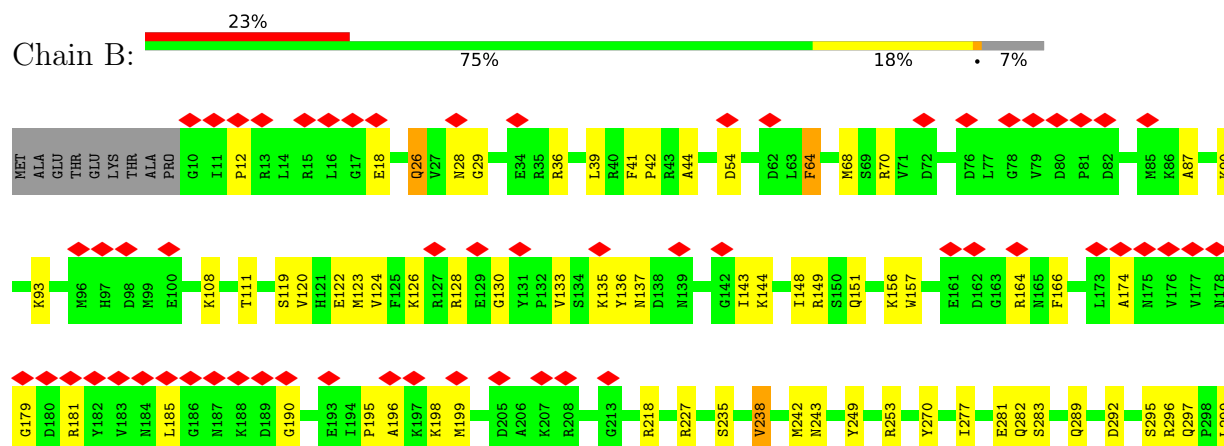 23%
Chain B:
75% 18% • 7%
MET ALA GLU THR THR GLU LYS THR ALA PRO G10 I11 P12 R13 L14 R15 L16 G17 E18 Q26 V27 N28 G29 E34 R35 R36 L39 R40 F41 P42 R43 A44 D54 D62 L63 F64 M68 S69 R70 V71 D72 D76 L77 G78 V79 D80 P81 D82 M85 K86 A87
K93 M96 H97 D98 M99 E100 K108 T111 S119 V120 H121 E122 M123 V124 F125 K126 R127 R128 E129 G130 Y131 P132 V133 S134 K135 Y136 N137 D138 N139 G142 I143 K144 I148 R149 S150 Q151 K156 W157 E161 D162 G163 R164 N165 F166 L173 A174 N175 V176 V177 N178
G179 D180 R181 Y182 V183 N184 L185 G186 N187 K188 D189 G190 E193 I194 P195 A196 K197 K198 M199 D205 A206 K207 R208 G213 R218 R227 S235 V238 M242 N243 Y249 R253 Y270 I277 E281 Q282 S283 Q289 D292 S295 R296 Q297 P298